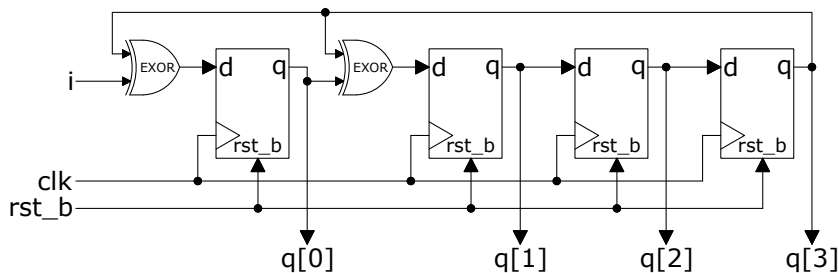 EXOR
d q
EXOR
d q
d q
d q
i
rst_b
rst_b
rst_b
rst_b
clk
rst_b
q[0]
q[1]
q[2]
q[3]